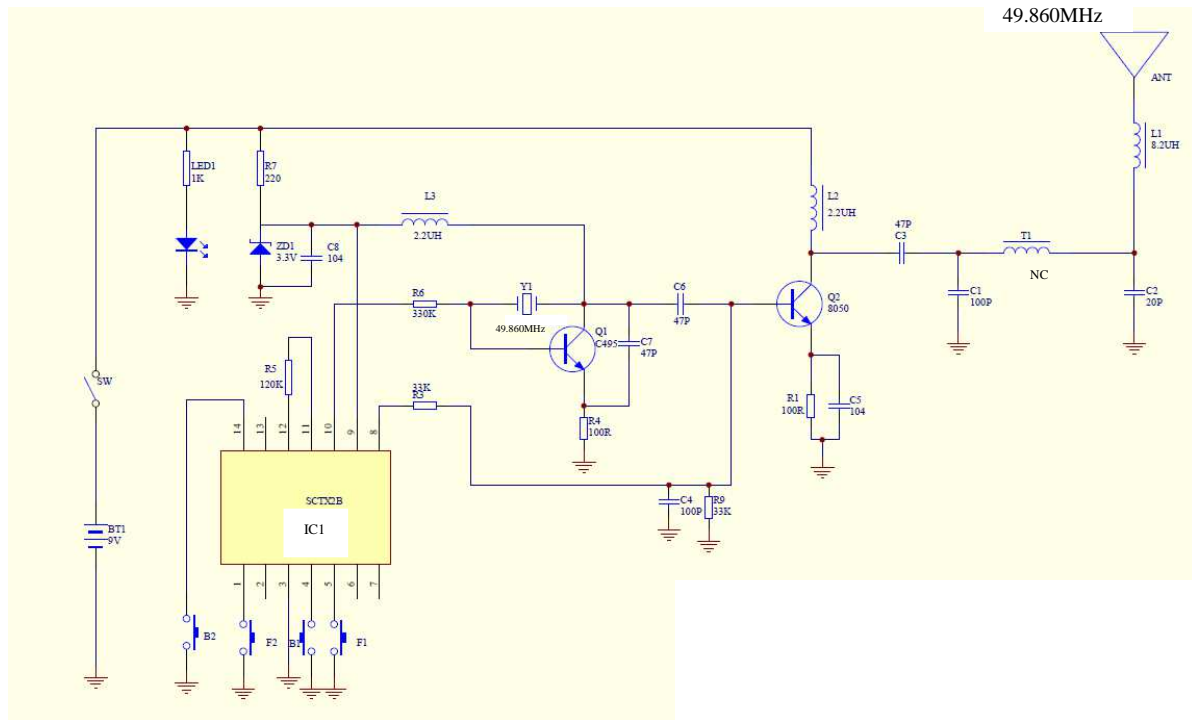 49.860MHz
ANT
L1
8.2UH
LED1
1K
R7
220
L3
2.2UH
L2
2.2UH
47P
C3
T1
NC
ZD1
3.3V
C8
104
R6
330K
Y1
49.860MHz
C6
47P
Q2
8050
C1
100P
C2
20P
Q1
C495
C7
47P
SW
R5
120K
33K
R3
R4
100R
R1
100R
C5
104
14
13
12
11
10
9
8
SCTX2B
IC1
C4
100P
R9
33K
BT1
9V
1
2
3
4
5
6
7
B2
F2
B1
F1